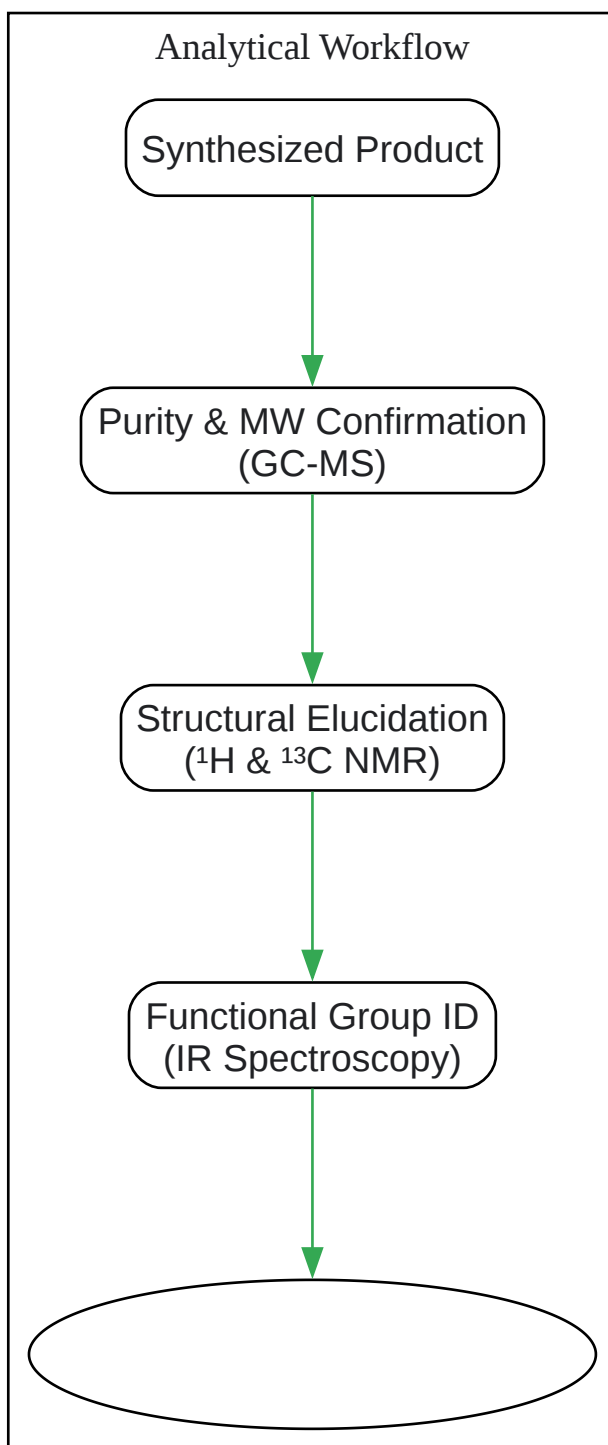 Analytical Workflow
Synthesized Product
Purity & MW Confirmation
(GC-MS)
Structural Elucidation
(¹H & ¹³C NMR)
Functional Group ID
(IR Spectroscopy)